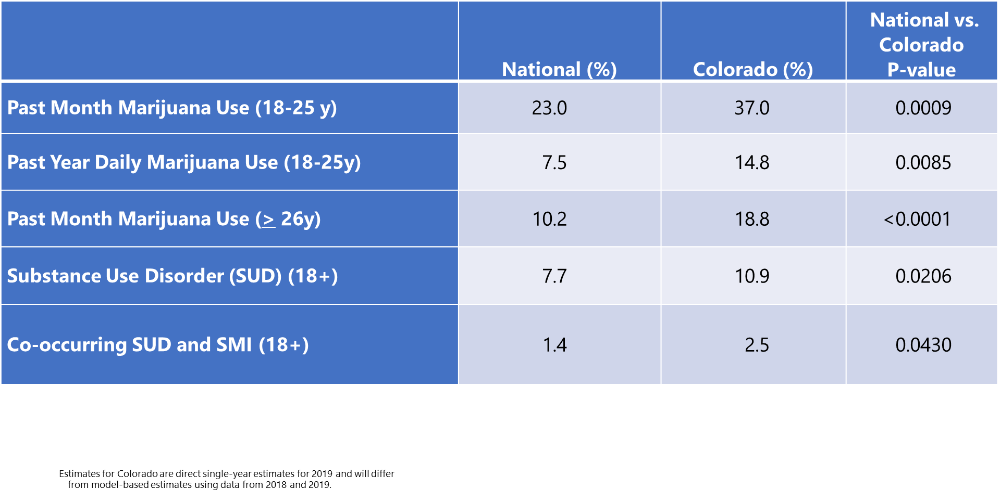 National (%) Colorado (%) National vs.
Colorado
P-value
Past Month Marijuana Use (18-25 y) 23.0 37.0 0.0009
Past Year Daily Marijuana Use (18-25y) 7.5 14.8 0.0085
Past Month Marijuana Use (> 26y) 10.2 18.8 <0.0001
Substance Use Disorder (SUD) (18+) 7.7 10.9 0.0206
Co-occurring SUD and SMI (18+) 1.4 2.5 0.0430
Estimates for Colorado are direct single-year estimates for 2019 and will differ
from model-based estimates using data from 2018 and 2019.